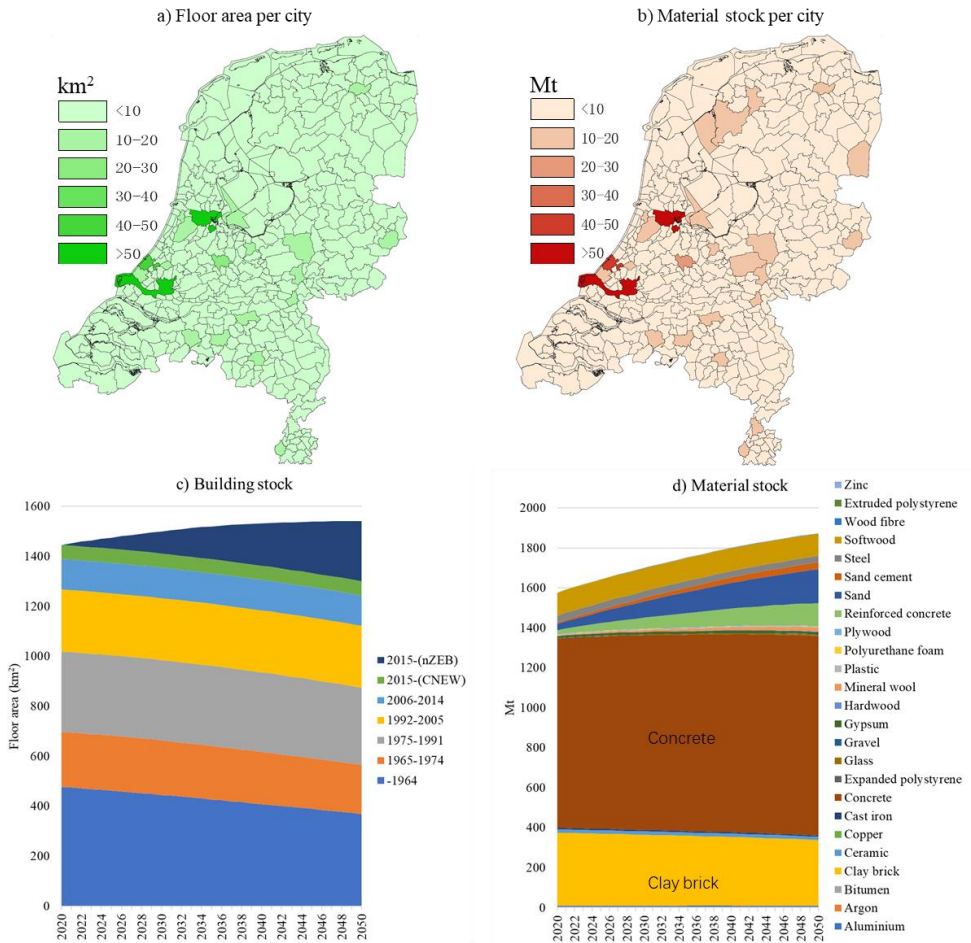 a) Floor area per city
km²
<10
10-20
20-30
30-40
40-50
>50
b) Material stock per city
Mt
<10
10-20
20-30
30-40
40-50
>50
c) Building stock
Floor area (km²)
1600
1400
1200
1000
800
600
400
200
0
2020
2022
2024
2026
2028
2030
2032
2034
2036
2038
2040
2042
2044
2046
2048
2050
2015-(nZEB)
2015-(CNEW)
2006-2014
1992-2005
1975-1991
1965-1974
-1964
d) Material stock
Mt
2000
1800
1600
1400
1200
1000
800
600
400
200
0
Concrete
Clay brick
2020
2022
2024
2026
2028
2030
2032
2034
2036
2038
2040
2042
2044
2046
2048
2050
Zinc
Extruded polystyrene
Wood fibre
Softwood
Steel
Sand cement
Sand
Reinforced concrete
Plywood
Polyurethane foam
Plastic
Mineral wool
Hardwood
Gypsum
Gravel
Glass
Expanded polystyrene
Concrete
Cast iron
Copper
Ceramic
Clay brick
Bitumen
Argon
Aluminium